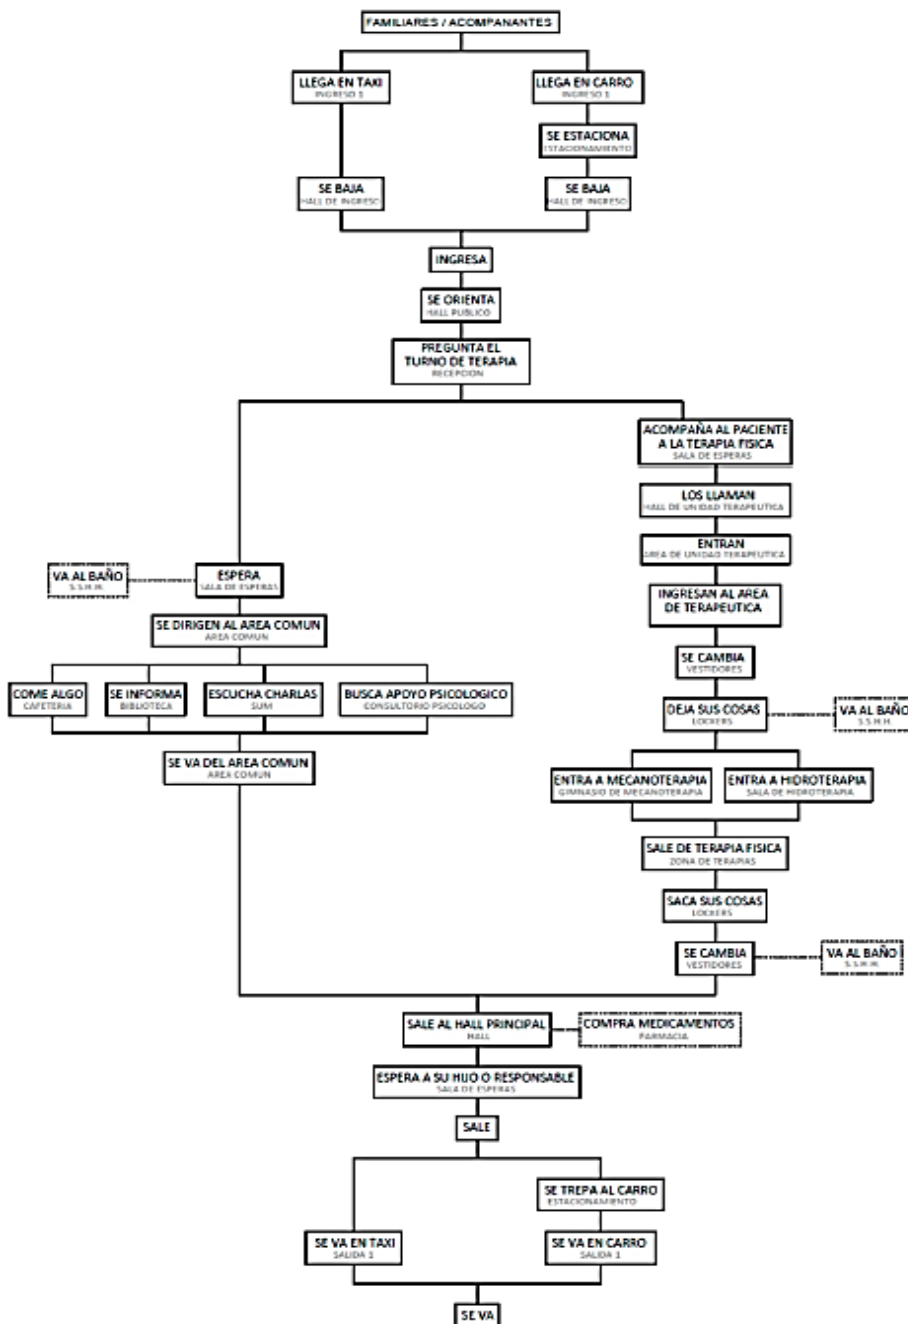 FAMILIARES / ACOMPANANTES
LLEGA EN TAXI
INGRESO 1
LLEGA EN CARRO
INGRESO 1
SE ESTACIONA
ESTACIONAMIENTO
SE BAJA
HALL DE INGRESO
SE BAJA
HALL DE INGRESO
INGRESA
SE ORIENTA
HALL PUBLICO
PREGUNTA EL
TURNO DE TERAPIA
RECEPCION
ACOMPAÑA AL PACIENTE
A LA TERAPIA FISICA
SALA DE ESPERAS
LOS LLAMAN
HALL DE UNIDAD TERAPEUTICA
ENTRAN
AREA DE UNIDAD TERAPEUTICA
VA AL BAÑO
S.S.H.H.
ESPERA
SALA DE ESPERAS
INGRESAN AL AREA
DE TERAPEUTICA
SE DIRIGEN AL AREA COMUN
AREA COMUN
SE CAMBIA
VESTIDORES
COME ALGO
CAFETERIA
SE INFORMA
BIBLIOTECA
ESCUCHA CHARLAS
SUM
BUSCA APOYO PSICOLOGICO
CONSULTORIO PSICOLOGO
DEJA SUS COSAS
LOCKERS
VA AL BAÑO
S.S.H.H.
SE VA DEL AREA COMUN
AREA COMUN
ENTRA A MECANOTERAPIA
GIMNASIO DE MECANOTERAPIA
ENTRA A HIDROTERAPIA
SALA DE HIDROTERAPIA
SALE DE TERAPIA FISICA
ZONA DE TERAPIAS
SACA SUS COSAS
LOCKERS
SE CAMBIA
VESTIDORES
VA AL BAÑO
S.S.H.H.
SALE AL HALL PRINCIPAL
HALL
COMPRA MEDICAMENTOS
FARMACIA
ESPERA A SU HIJO O RESPONSABLE
SALA DE ESPERAS
SALE
SE TREPA AL CARRO
ESTACIONAMIENTO
SE VA EN TAXI
SALIDA 1
SE VA EN CARRO
SALIDA 1
SE VA